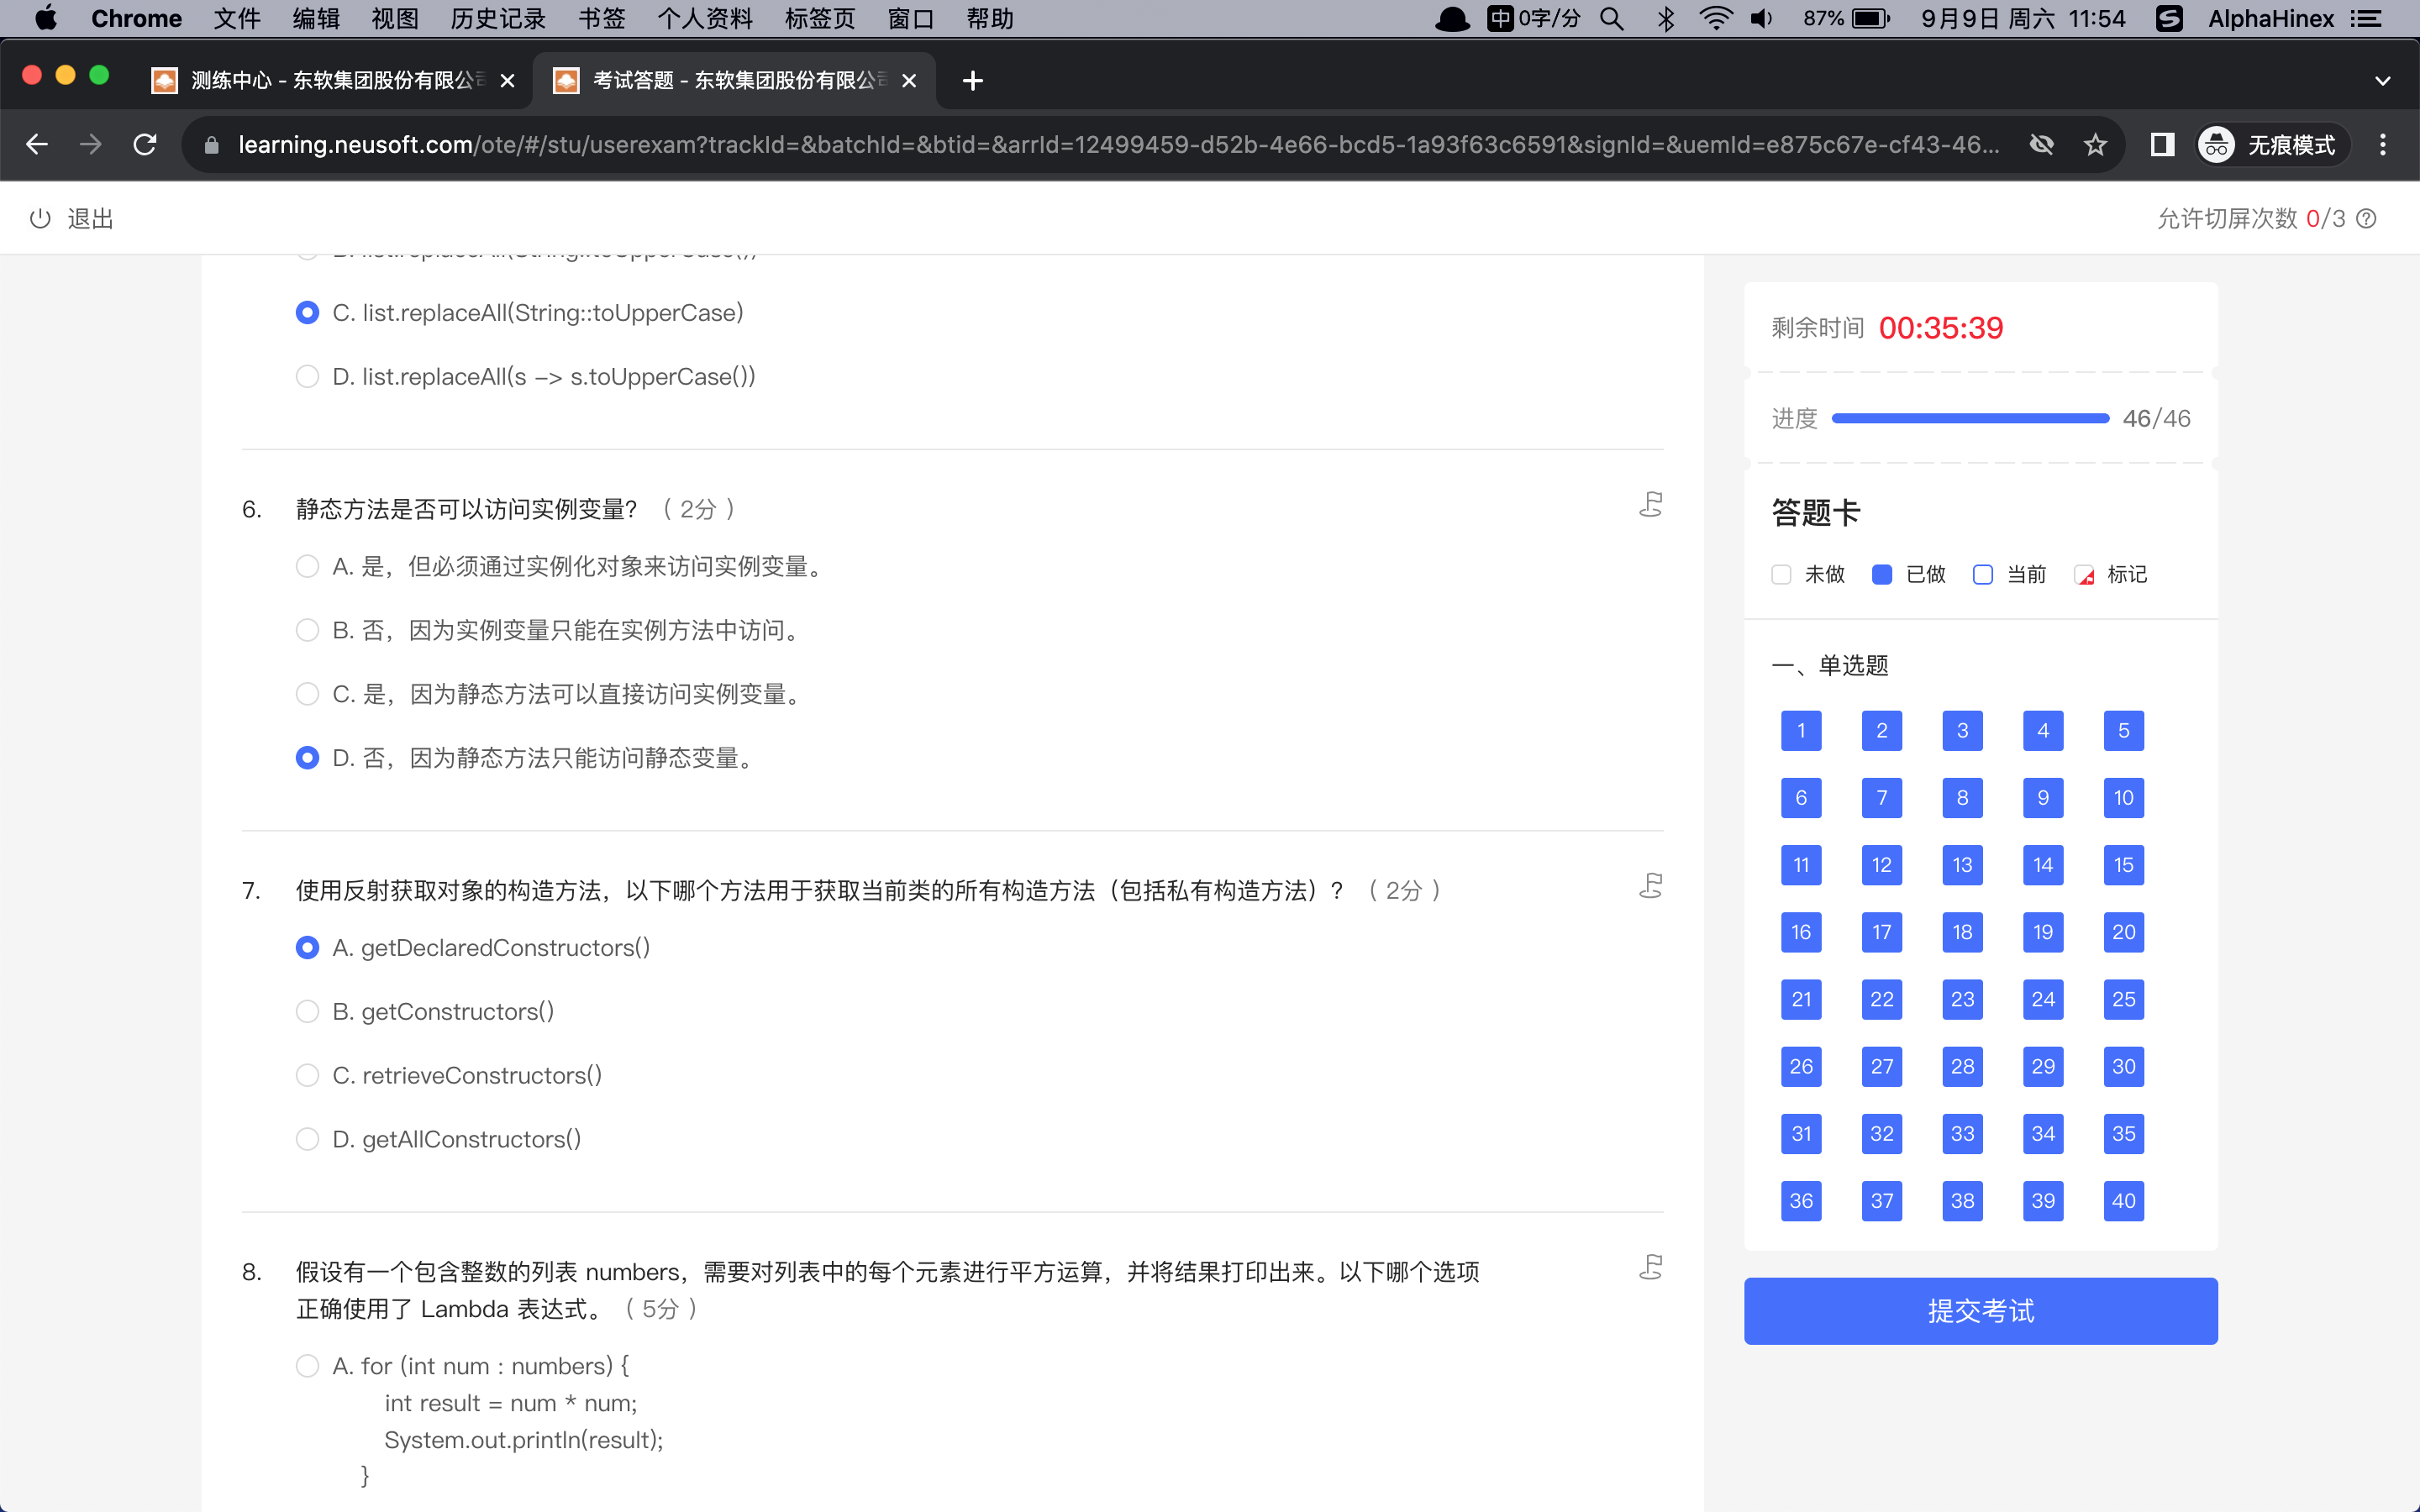 Chrome 文件 编辑 视图 历史记录 书签 个人资料 标签页 窗口 帮助 中 0字/分 87% 9月9日 周六 11:54 AlphaHinex
测练中心 - 东软集团股份有限公司 考试答题 - 东软集团股份有限公司
learning.neusoft.com/ote/#/stu/userexam?trackId=&batchId=&btid=&arrId=12499459-d52b-4e66-bcd5-1a93f63c6591&signId=&uemId=e875c67e-cf43-46... 无痕模式
退出 允许切屏次数 0/3
B. list.replaceAll(String::toUpperCase())
C. list.replaceAll(String::toUpperCase)
D. list.replaceAll(s –> s.toUpperCase())
6. 静态方法是否可以访问实例变量? （ 2分 ）
A. 是，但必须通过实例化对象来访问实例变量。
B. 否，因为实例变量只能在实例方法中访问。
C. 是，因为静态方法可以直接访问实例变量。
D. 否，因为静态方法只能访问静态变量。
7. 使用反射获取对象的构造方法，以下哪个方法用于获取当前类的所有构造方法（包括私有构造方法）? （ 2分 ）
A. getDeclaredConstructors()
B. getConstructors()
C. retrieveConstructors()
D. getAllConstructors()
8. 假设有一个包含整数的列表 numbers，需要对列表中的每个元素进行平方运算，并将结果打印出来。以下哪个选项
正确使用了 Lambda 表达式。 （ 5分 ）
A. for (int num : numbers) {
int result = num * num;
System.out.println(result);
}
剩余时间 00:35:39
进度 46/46
答题卡
未做 已做 当前 标记
一、单选题
1 2 3 4 5
6 7 8 9 10
11 12 13 14 15
16 17 18 19 20
21 22 23 24 25
26 27 28 29 30
31 32 33 34 35
36 37 38 39 40
提交考试